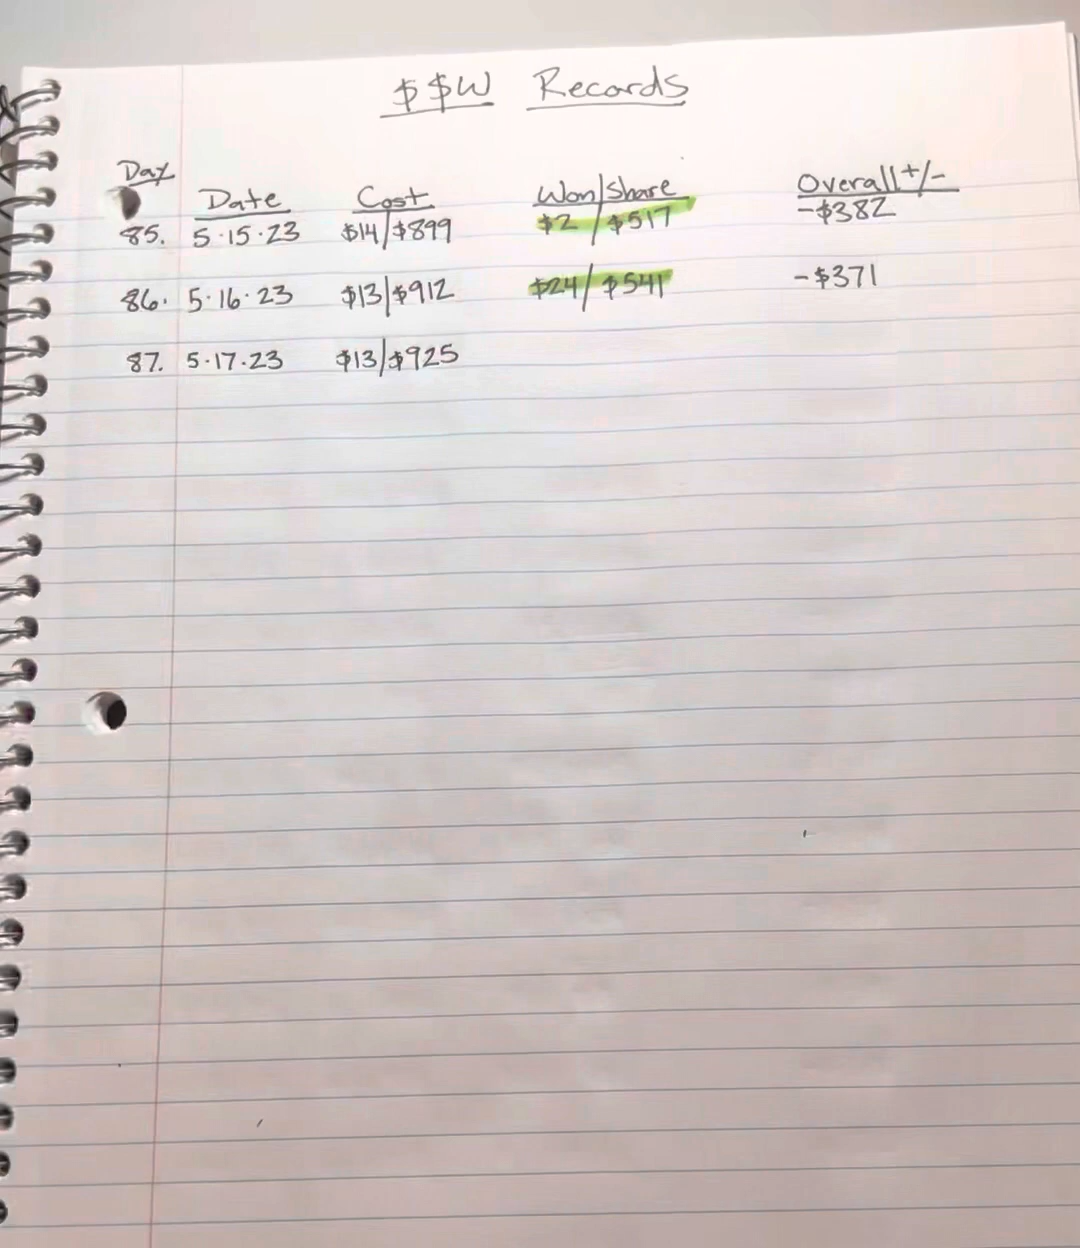 $$W Records
Day Date Cost Won/Share Overall +/-
85. 5·15·23 $14/$899 $2/$517 -$382
86. 5·16·23 $13/$912 $24/$541 -$371
87. 5·17·23 $13/$925